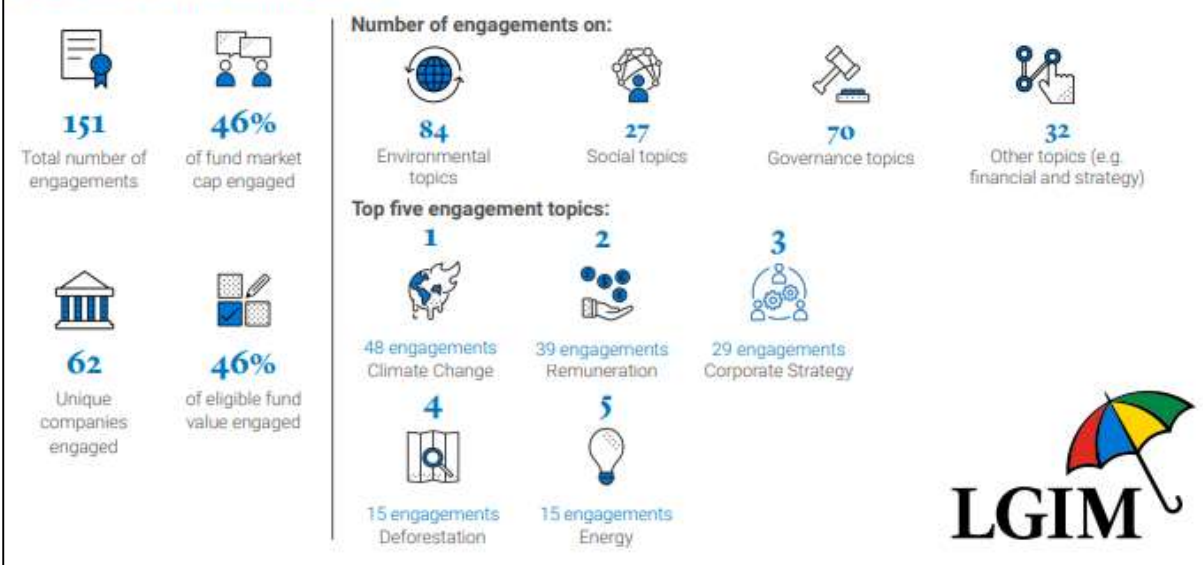 151
Total number of
engagements
46%
of fund market
cap engaged
62
Unique
companies
engaged
46%
of eligible fund
value engaged
Number of engagements on:
84
Environmental
topics
27
Social topics
70
Governance topics
32
Other topics (e.g.
financial and strategy)
Top five engagement topics:
1
48 engagements
Climate Change
2
39 engagements
Remuneration
3
29 engagements
Corporate Strategy
4
15 engagements
Deforestation
5
15 engagements
Energy
LGIM